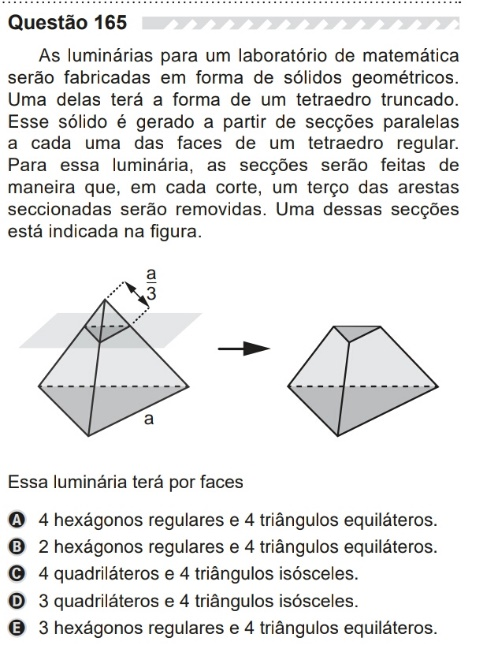 Questão 165
As luminárias para um laboratório de matemática
serão fabricadas em forma de sólidos geométricos.
Uma delas terá a forma de um tetraedro truncado.
Esse sólido é gerado a partir de secções paralelas
a cada uma das faces de um tetraedro regular.
Para essa luminária, as secções serão feitas de
maneira que, em cada corte, um terço das arestas
seccionadas serão removidas. Uma dessas secções
está indicada na figura.
a
3
a
Essa luminária terá por faces
A 4 hexágonos regulares e 4 triângulos equiláteros.
B 2 hexágonos regulares e 4 triângulos equiláteros.
C 4 quadriláteros e 4 triângulos isósceles.
D 3 quadriláteros e 4 triângulos isósceles.
E 3 hexágonos regulares e 4 triângulos equiláteros.